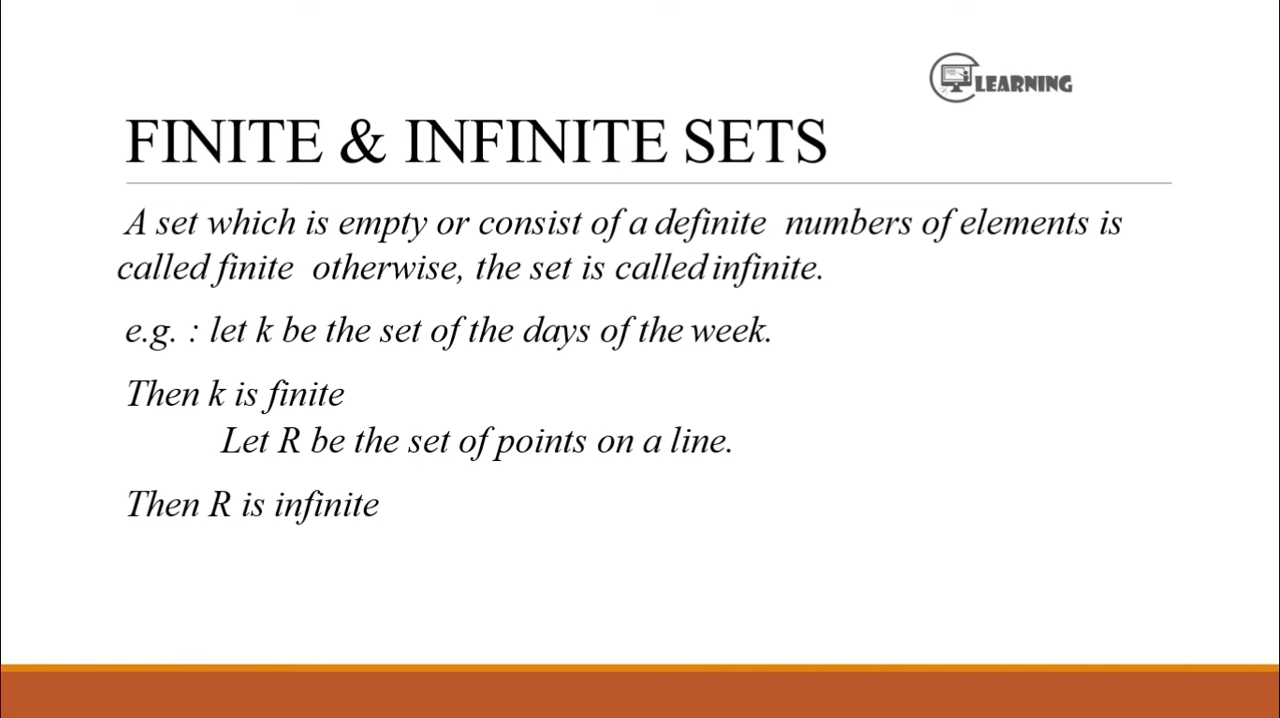 LEARNING
FINITE & INFINITE SETS
A set which is empty or consist of a definite numbers of elements is
called finite otherwise, the set is called infinite.
e.g. : let k be the set of the days of the week.
Then k is finite
Let R be the set of points on a line.
Then R is infinite